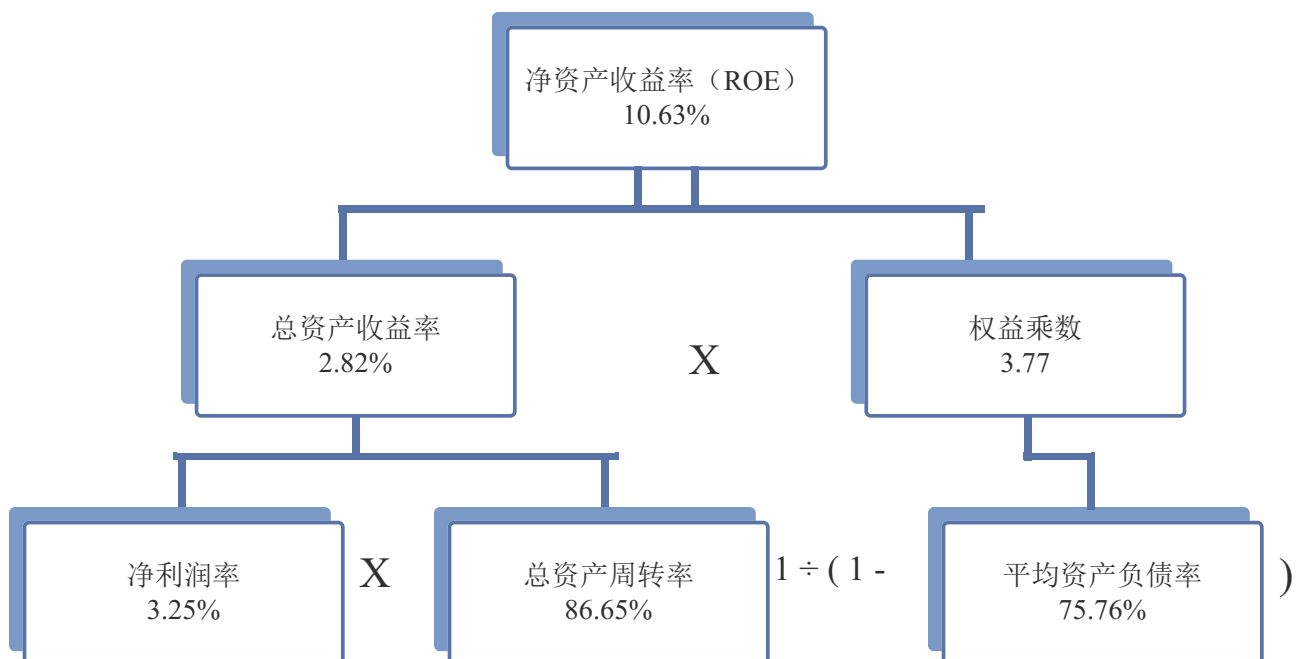 净资产收益率（ROE）
10.63%
总资产收益率
2.82%
X
权益乘数
3.77
净利润率
3.25%
X
总资产周转率
86.65%
1 ÷ ( 1 -
平均资产负债率
75.76%
)